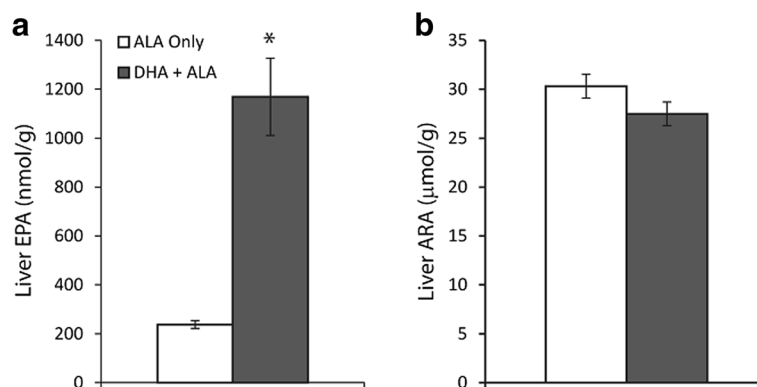 a
1400
1200
1000
800
600
400
200
0
Liver EPA (nmol/g)
ALA Only
DHA + ALA
*
b
35
30
25
20
15
10
5
0
Liver ARA (μmol/g)